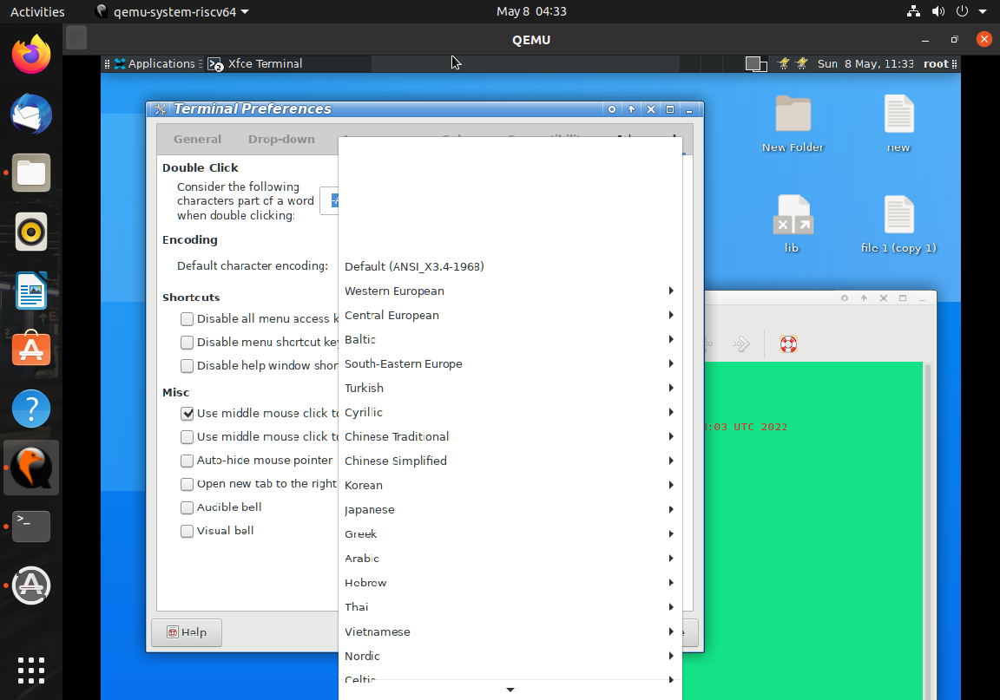 Activities
qemu-system-riscv64
May 8 04:33
QEMU
Applications
2
Xfce Terminal
Sun 8 May, 11:33
root
Terminal Preferences
General
Drop-down
Double Click
Consider the following
characters part of a word
when double clicking:
Encoding
Default character encoding:
Shortcuts
Disable all menu access k
Disable menu shortcut key
Disable help window shor
Misc
Use middle mouse click to
Use middle mouse click to
Auto-hide mouse pointer
Open new tab to the right
Audible bell
Visual bell
Help
Default (ANSI_X3.4-1968)
Western European
Central European
Baltic
South-Eastern Europe
Turkish
Cyrillic
Chinese Traditional
Chinese Simplified
Korean
Japanese
Greek
Arabic
Hebrew
Thai
Vietnamese
Nordic
Celtic
New Folder
new
lib
file 1 (copy 1)
:03 UTC 2022